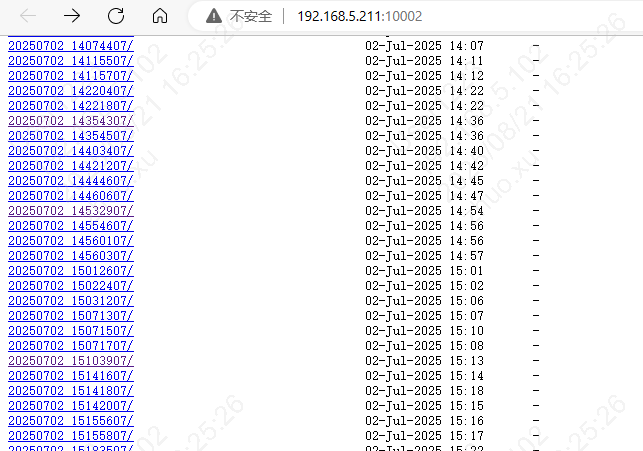 不安全 192.168.5.211:10002
20250702_14074407/ 02-Jul-2025 14:07 -
20250702_14115507/ 02-Jul-2025 14:11 -
20250702_14115707/ 02-Jul-2025 14:12 -
20250702_14220407/ 02-Jul-2025 14:22 -
20250702_14221807/ 02-Jul-2025 14:22 -
20250702_14354307/ 02-Jul-2025 14:36 -
20250702_14354507/ 02-Jul-2025 14:36 -
20250702_14403407/ 02-Jul-2025 14:40 -
20250702_14421207/ 02-Jul-2025 14:42 -
20250702_14444607/ 02-Jul-2025 14:45 -
20250702_14460607/ 02-Jul-2025 14:47 -
20250702_14532907/ 02-Jul-2025 14:54 -
20250702_14554607/ 02-Jul-2025 14:56 -
20250702_14560107/ 02-Jul-2025 14:56 -
20250702_14560307/ 02-Jul-2025 14:57 -
20250702_15012607/ 02-Jul-2025 15:01 -
20250702_15022407/ 02-Jul-2025 15:02 -
20250702_15031207/ 02-Jul-2025 15:06 -
20250702_15071307/ 02-Jul-2025 15:07 -
20250702_15071507/ 02-Jul-2025 15:10 -
20250702_15071707/ 02-Jul-2025 15:08 -
20250702_15103907/ 02-Jul-2025 15:13 -
20250702_15141607/ 02-Jul-2025 15:14 -
20250702_15141807/ 02-Jul-2025 15:18 -
20250702_15142007/ 02-Jul-2025 15:15 -
20250702_15155607/ 02-Jul-2025 15:16 -
20250702_15155807/ 02-Jul-2025 15:17 -
20250702_15183507/ 02-Jul-2025 15:22 -